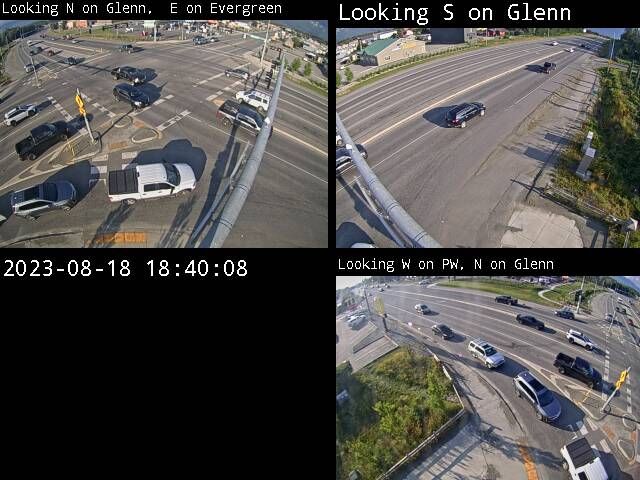 Looking N on Glenn,  E on Evergreen
Looking S on Glenn
2023-08-18 18:40:08
Looking W on PW, N on Glenn